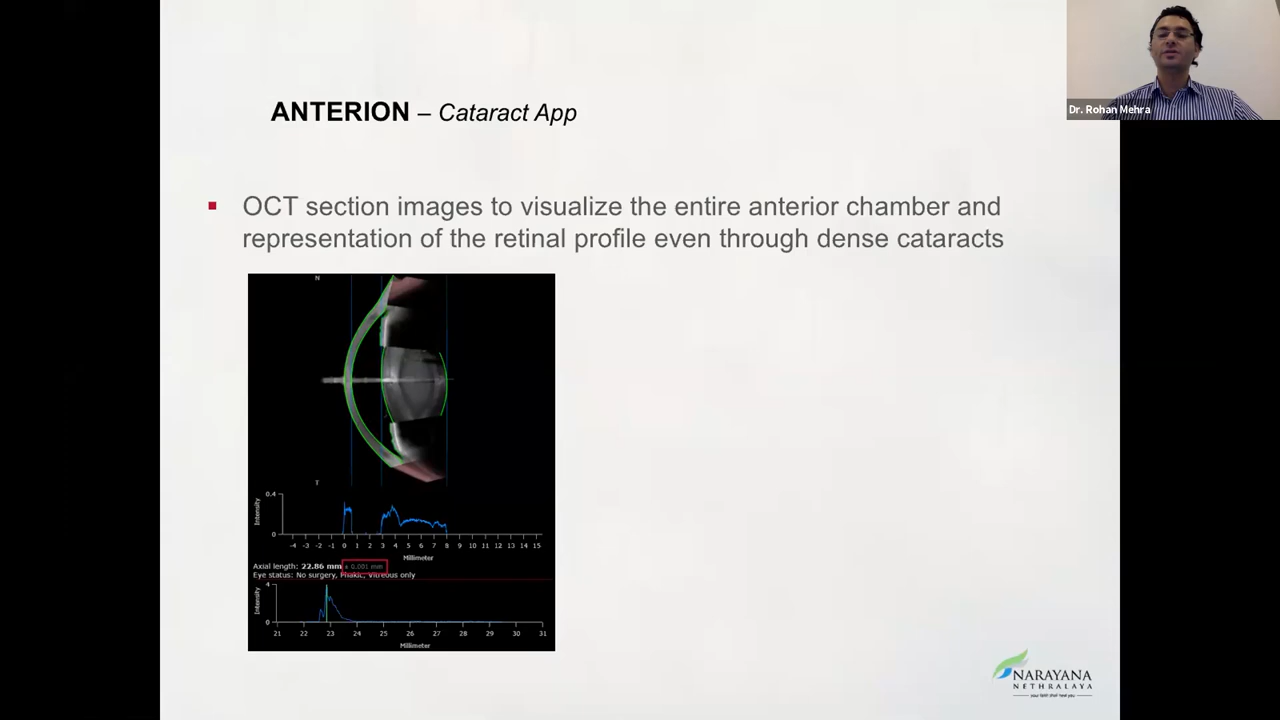 Dr. Rohan Mehra
ANTERION – Cataract App
OCT section images to visualize the entire anterior chamber and
representation of the retinal profile even through dense cataracts
N
T
0.4
Intensity
0
-4 -3 -2 -1 0 1 2 3 4 5 6 7 8 9 10 11 12 13 14 15
Millimeter
Axial length: 22.86 mm ± 0.001 mm
Eye status: No surgery, Phakic, Vitreous only
4
Intensity
0
21 22 23 24 25 26 27 28 29 30 31
Millimeter
NARAYANA
NETHRALAYA